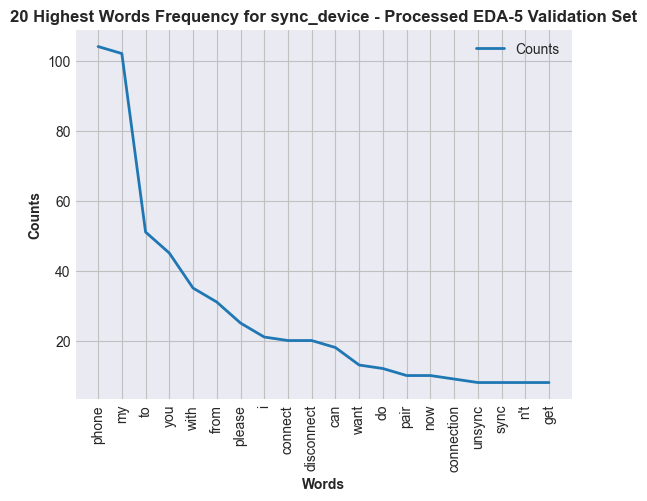 20 Highest Words Frequency for sync_device - Processed EDA-5 Validation Set
Counts
100
80
60
40
20
Counts
phone
my
to
you
with
from
please
i
connect
disconnect
can
want
do
pair
now
connection
unsync
sync
n't
get
Words